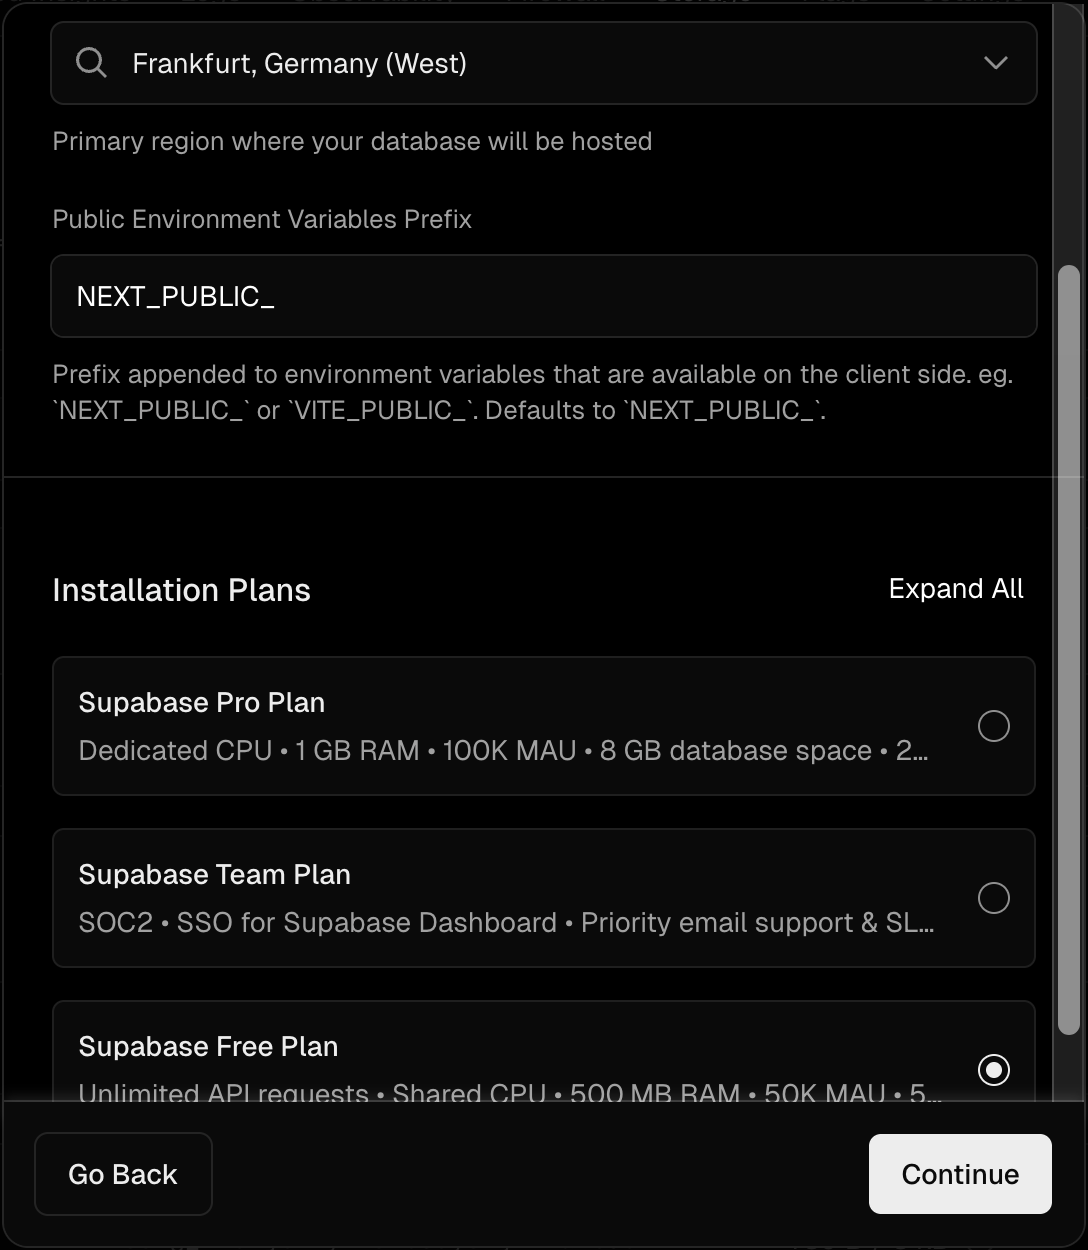 Frankfurt, Germany (West)
Primary region where your database will be hosted
Public Environment Variables Prefix
NEXT_PUBLIC_
Prefix appended to environment variables that are available on the client side. eg.
`NEXT_PUBLIC_` or `VITE_PUBLIC_`. Defaults to `NEXT_PUBLIC_`.
Installation Plans
Expand All
Supabase Pro Plan
Dedicated CPU • 1 GB RAM • 100K MAU • 8 GB database space • 2...
Supabase Team Plan
SOC2 • SSO for Supabase Dashboard • Priority email support & SL...
Supabase Free Plan
Unlimited API requests • Shared CPU • 500 MB RAM • 50K MAU • 5...
Go Back
Continue